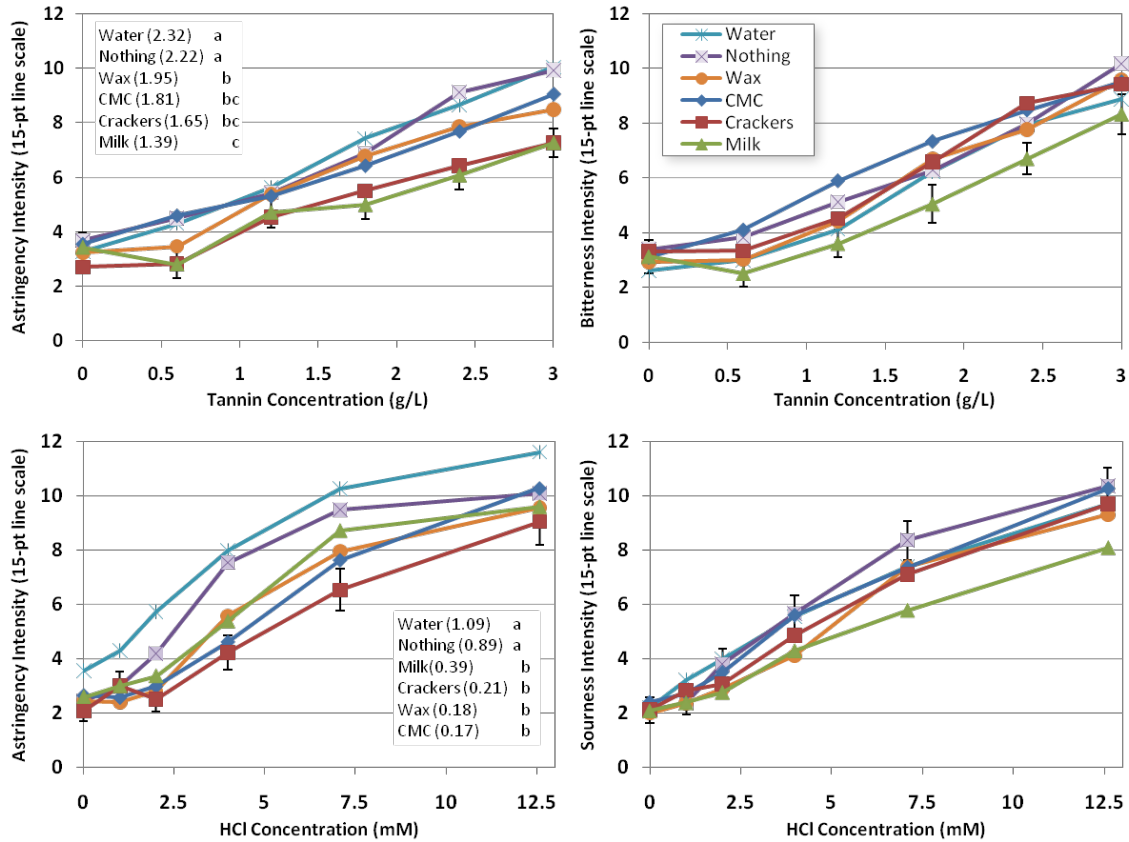 Astringency Intensity (15-pt line scale)
12
10
8
6
4
2
0
Water (2.32) a
Nothing (2.22) a
Wax (1.95) b
CMC (1.81) bc
Crackers (1.65) bc
Milk (1.39) c
0 0.5 1 1.5 2 2.5 3
Tannin Concentration (g/L)
Bitterness Intensity (15-pt line scale)
12
10
8
6
4
2
0
Water
Nothing
Wax
CMC
Crackers
Milk
0 0.5 1 1.5 2 2.5 3
Tannin Concentration (g/L)
Astringency Intensity (15-pt line scale)
12
10
8
6
4
2
0
Water (1.09) a
Nothing (0.89) a
Milk(0.39) b
Crackers (0.21) b
Wax (0.18) b
CMC (0.17) b
0 2.5 5 7.5 10 12.5
HCl Concentration (mM)
Sourness Intensity (15-pt line scale)
12
10
8
6
4
2
0
0 2.5 5 7.5 10 12.5
HCl Concentration (mM)